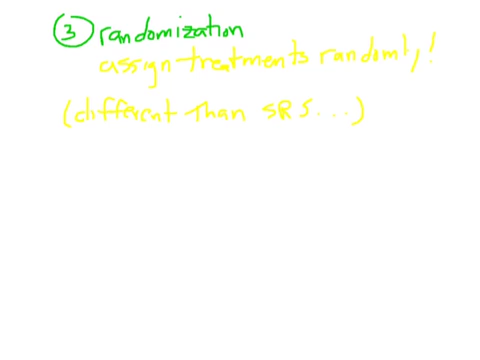 ③ randomization
assign treatments randomly!
(different than SRS...)